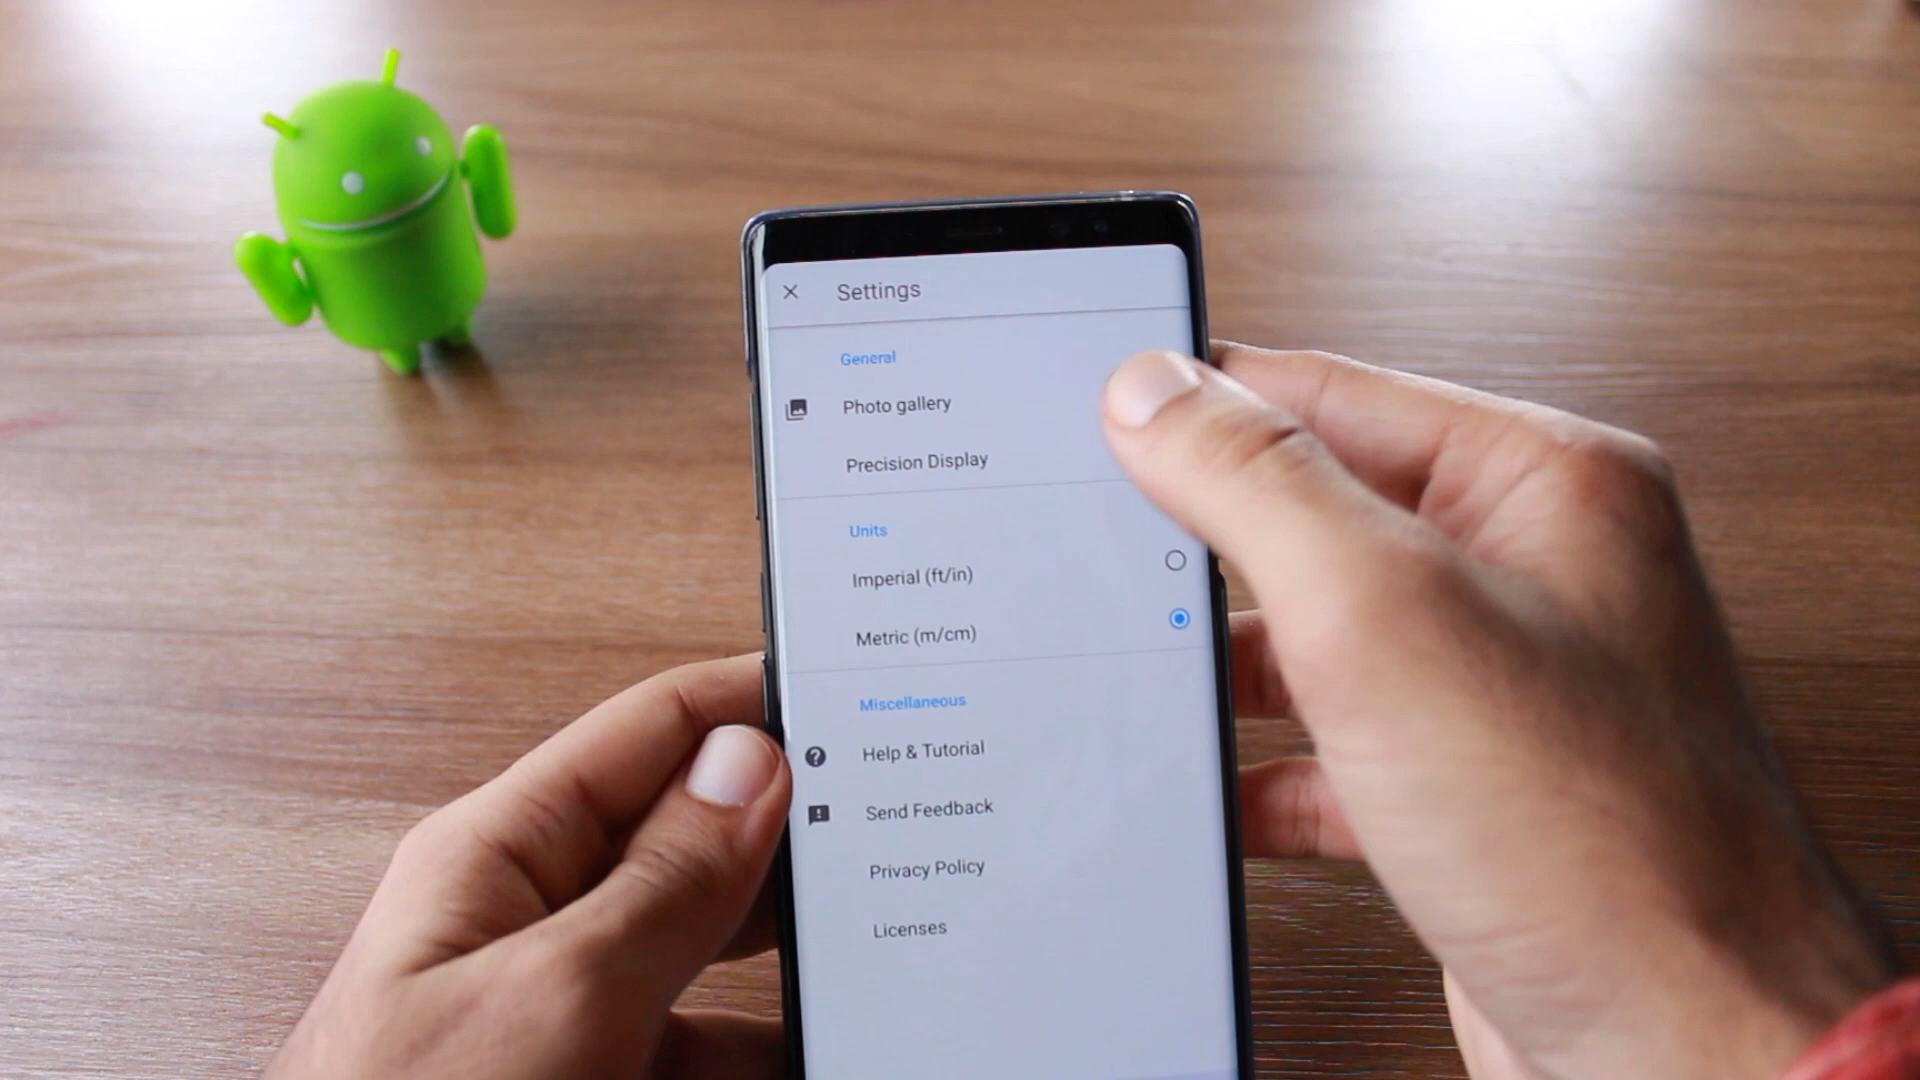 Settings
General
Photo gallery
Precision Display
Units
Imperial (ft/in)
Metric (m/cm)
Miscellaneous
Help & Tutorial
Send Feedback
Privacy Policy
Licenses